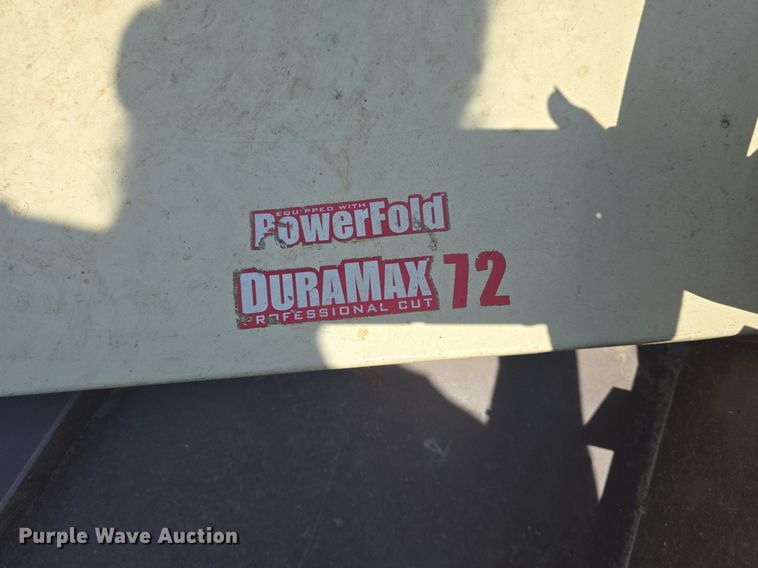 EQUIPPED WITH
PowerFold
DURAMAX 72
PROFESSIONAL CUT
Purple Wave Auction